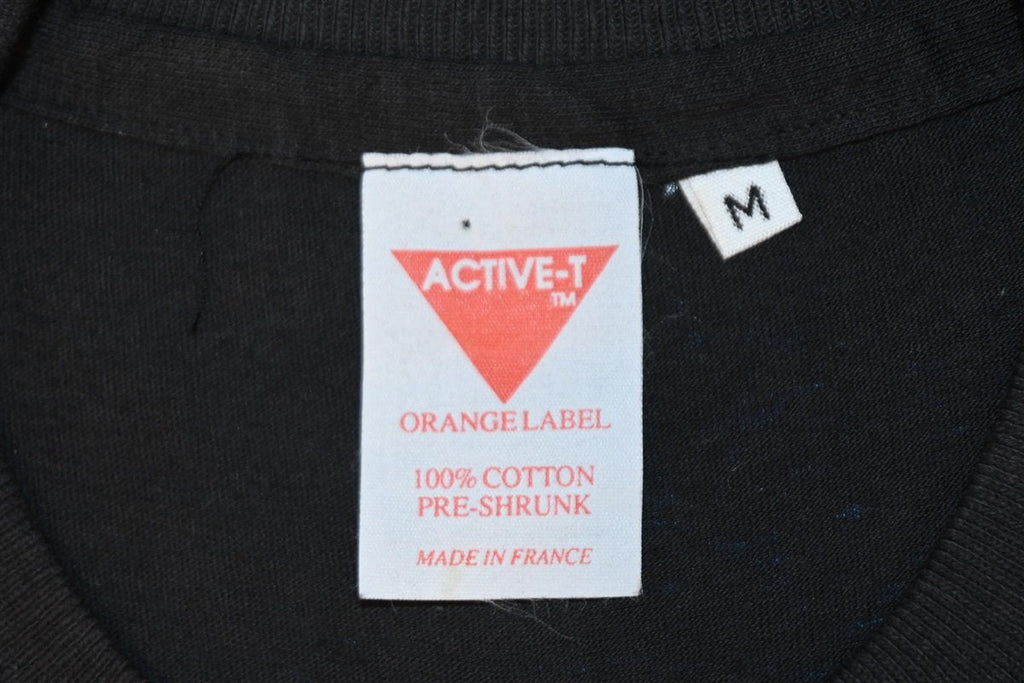 M
ACTIVE-T
TM
ORANGE LABEL
100% COTTON
PRE-SHRUNK
MADE IN FRANCE